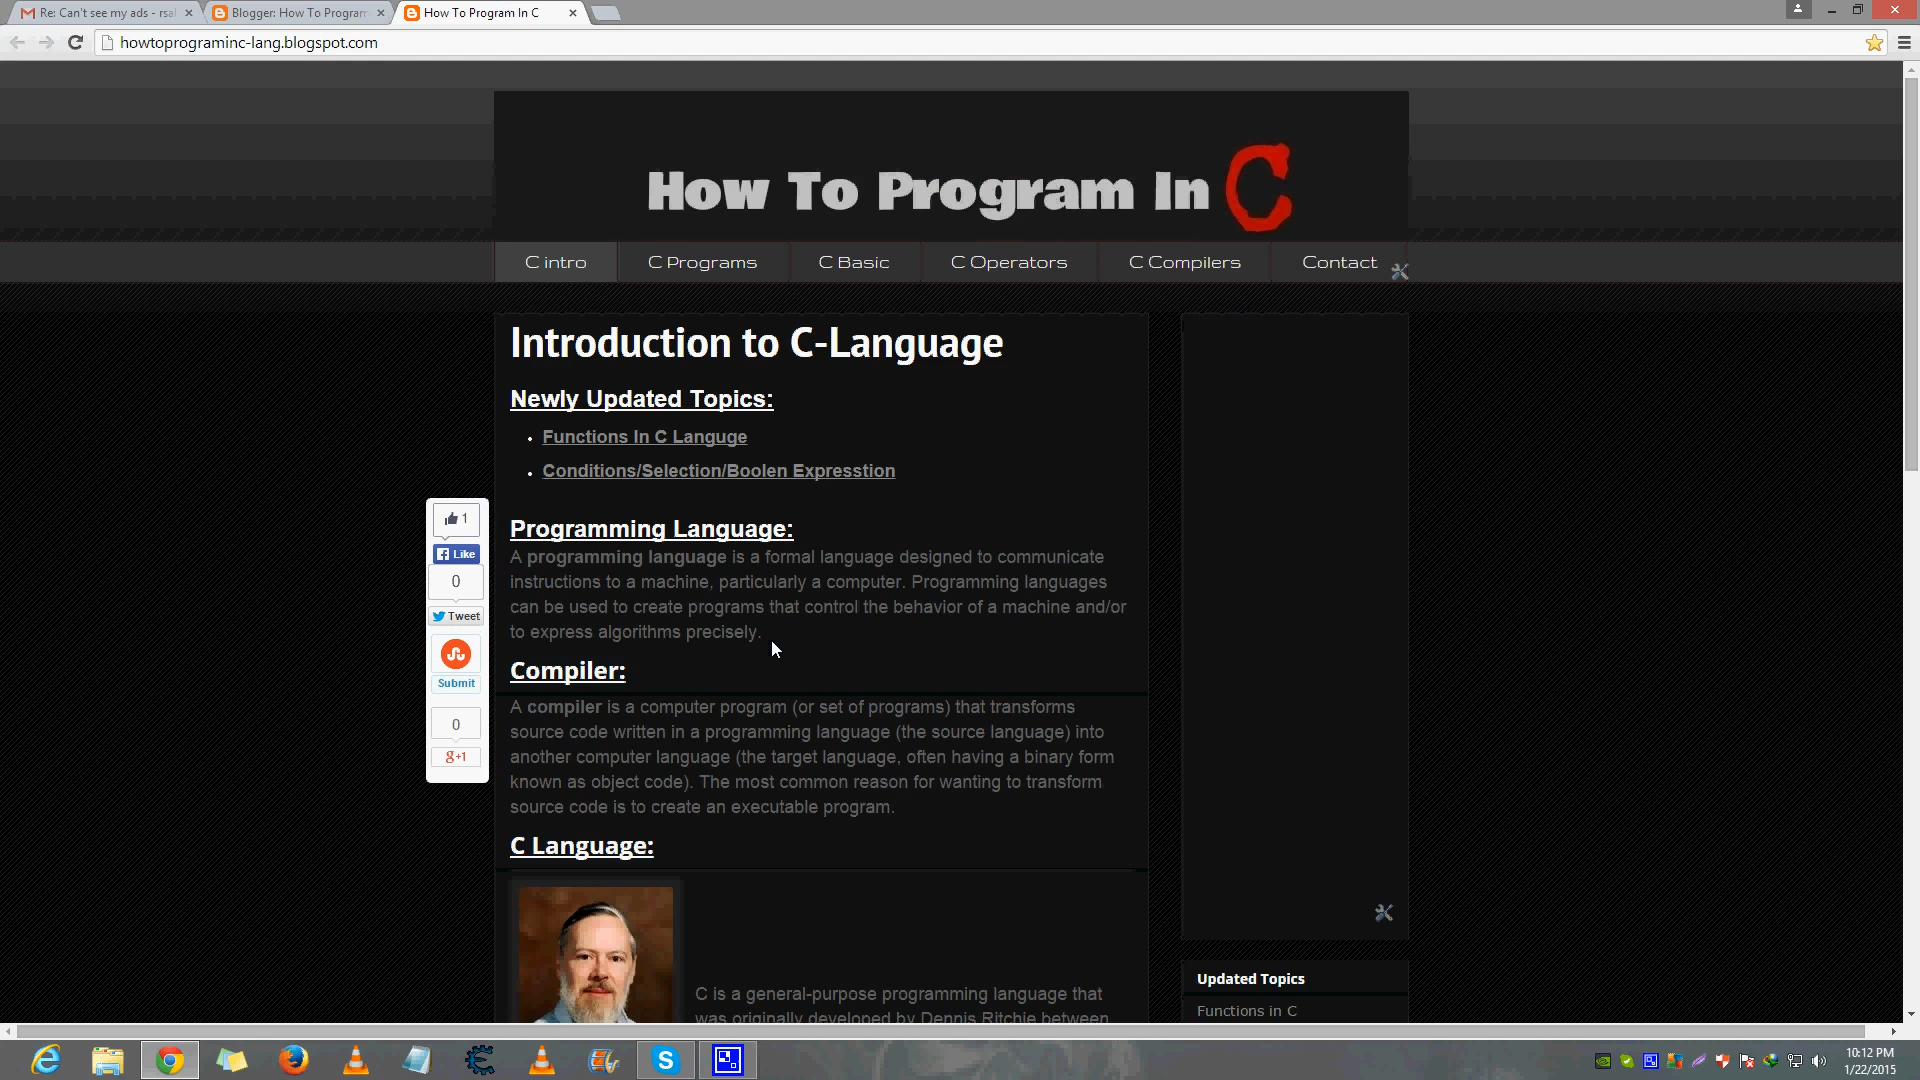 Re: Can't see my ads - rsal
Blogger: How To Program
How To Program In C
howtoprograminc-lang.blogspot.com
How To Program In C
C intro
C Programs
C Basic
C Operators
C Compilers
Contact
Introduction to C-Language
Newly Updated Topics:
Functions In C Languge
Conditions/Selection/Boolen Expresstion
1
Like
0
Tweet
Submit
0
g+1
Programming Language:
A programming language is a formal language designed to communicate
instructions to a machine, particularly a computer. Programming languages
can be used to create programs that control the behavior of a machine and/or
to express algorithms precisely.
Compiler:
A compiler is a computer program (or set of programs) that transforms
source code written in a programming language (the source language) into
another computer language (the target language, often having a binary form
known as object code). The most common reason for wanting to transform
source code is to create an executable program.
C Language:
C is a general-purpose programming language that
was originally developed by Dennis Ritchie between
Updated Topics
Functions in C
10:12 PM
1/22/2015